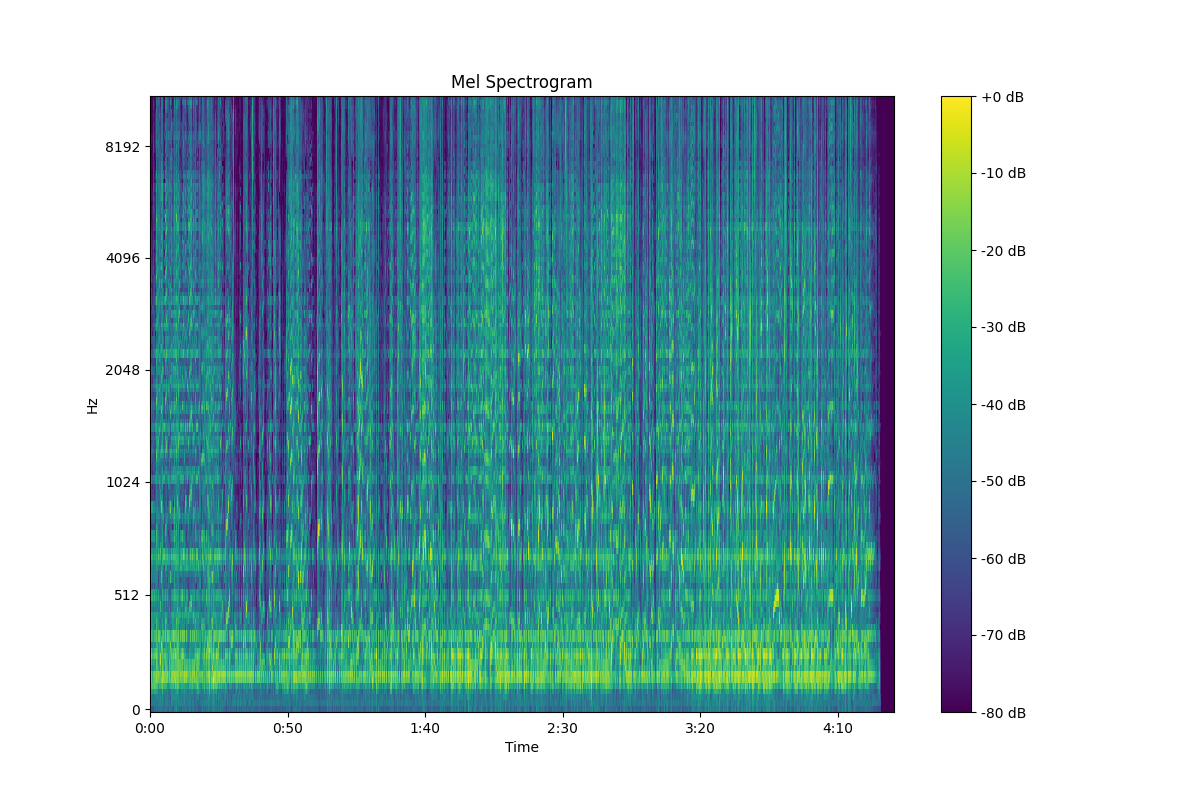 Mel Spectrogram
8192
4096
2048
1024
512
0
Hz
0:00
0:50
1:40
2:30
3:20
4:10
Time
+0 dB
-10 dB
-20 dB
-30 dB
-40 dB
-50 dB
-60 dB
-70 dB
-80 dB